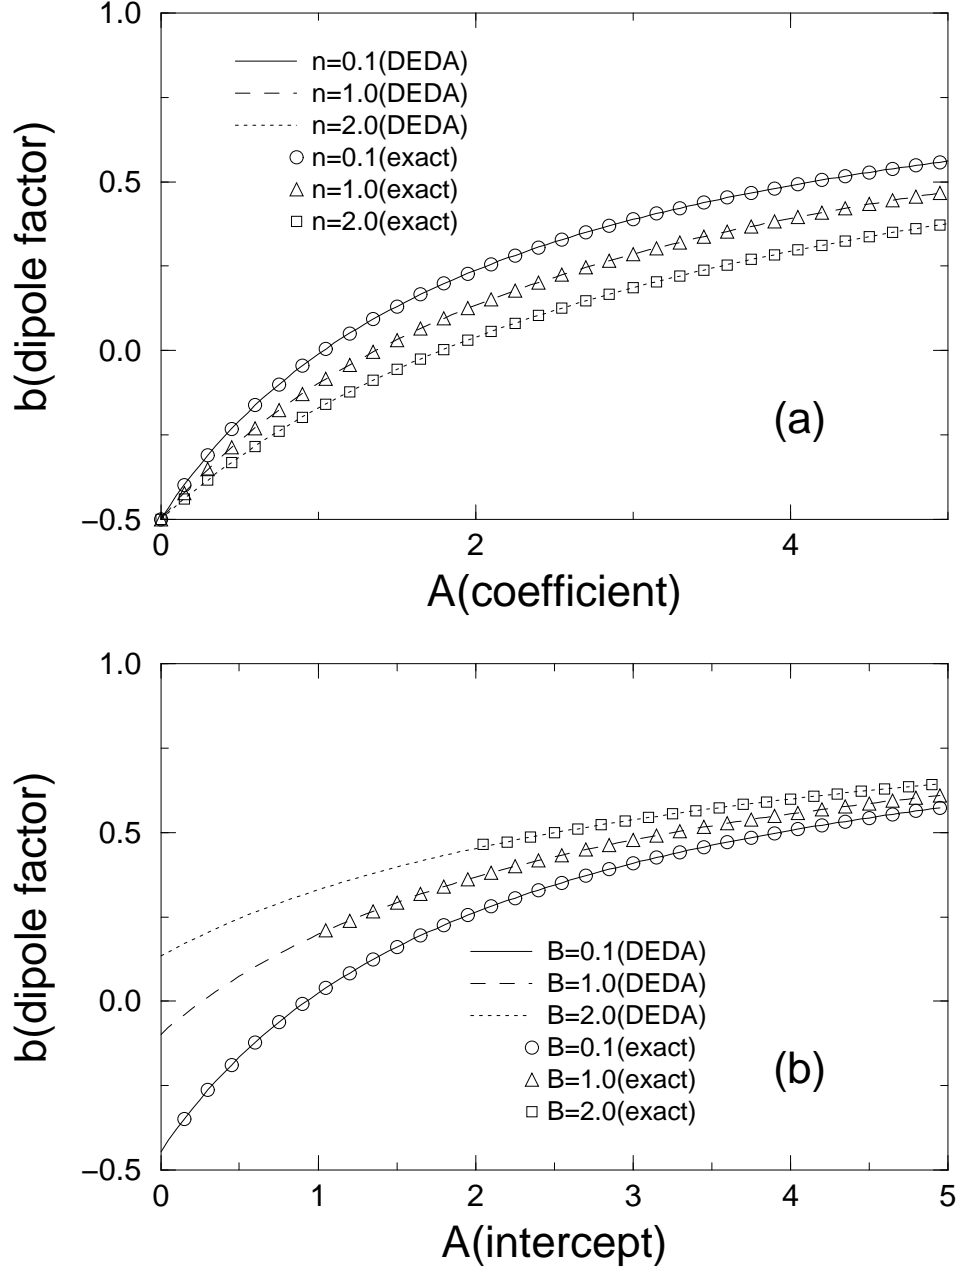 1.0
n=0.1(DEDA)
n=1.0(DEDA)
n=2.0(DEDA)
n=0.1(exact)
n=1.0(exact)
n=2.0(exact)
0.5
0.0
−0.5
b(dipole factor)
(a)
0
2
4
A(coefficient)
1.0
0.5
0.0
−0.5
b(dipole factor)
B=0.1(DEDA)
B=1.0(DEDA)
B=2.0(DEDA)
B=0.1(exact)
B=1.0(exact)
B=2.0(exact)
(b)
0
1
2
3
4
5
A(intercept)